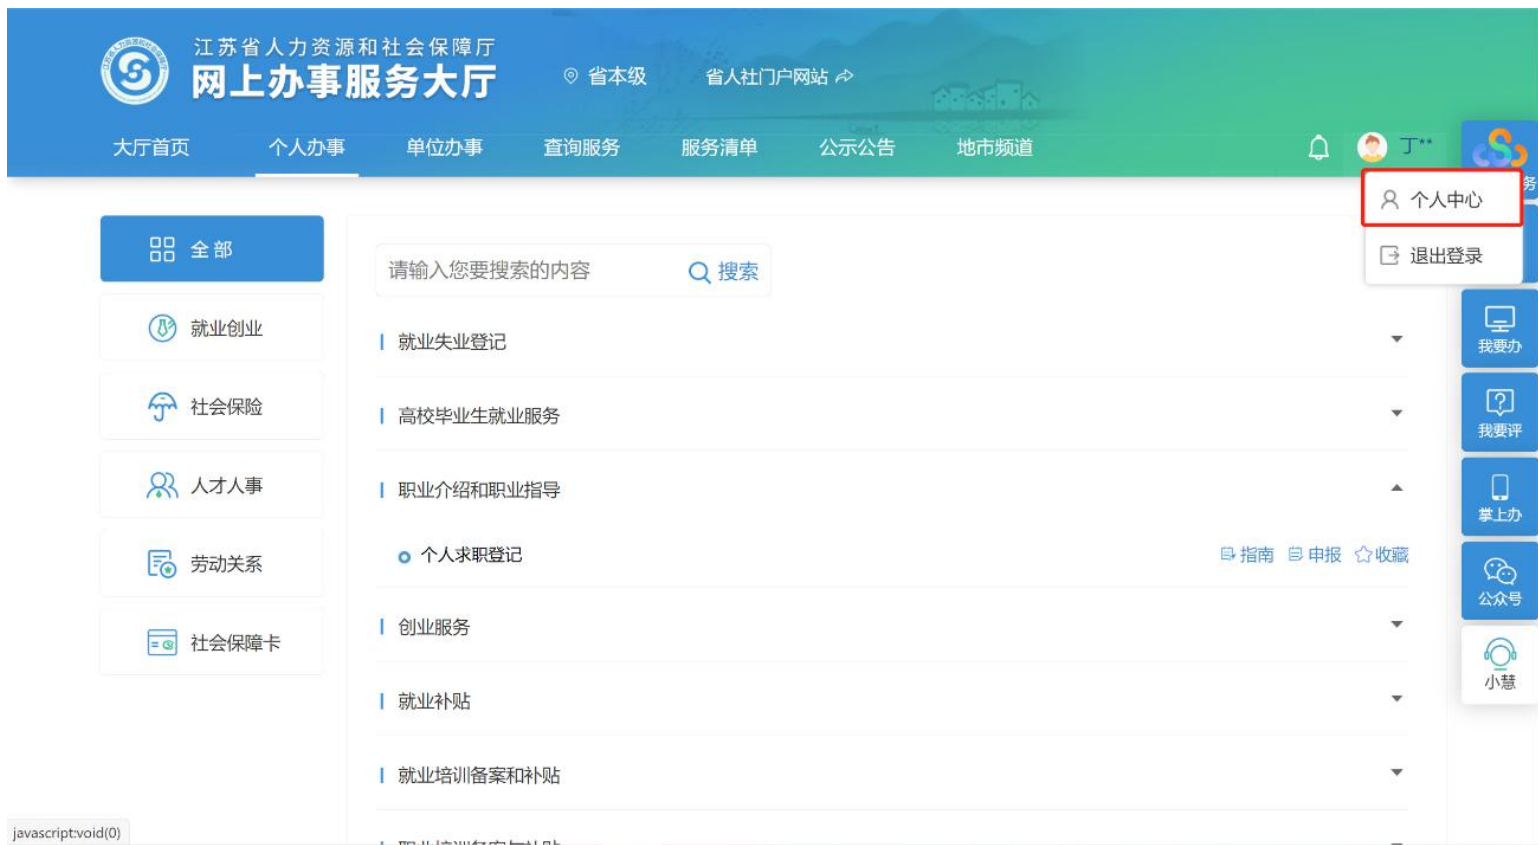 江苏省人力资源和社会保障厅
网上办事服务大厅
省本级
省人社门户网站
大厅首页 个人办事 单位办事 查询服务 服务清单 公示公告 地市频道
丁**
务
个人中心
退出登录
全部
就业创业
社会保险
人才人事
劳动关系
社会保障卡
请输入您要搜索的内容 搜索
就业失业登记
高校毕业生就业服务
职业介绍和职业指导
个人求职登记 指南 申报 收藏
创业服务
就业补贴
就业培训备案和补贴
我要办
我要评
掌上办
公众号
小慧
javascript:void(0)